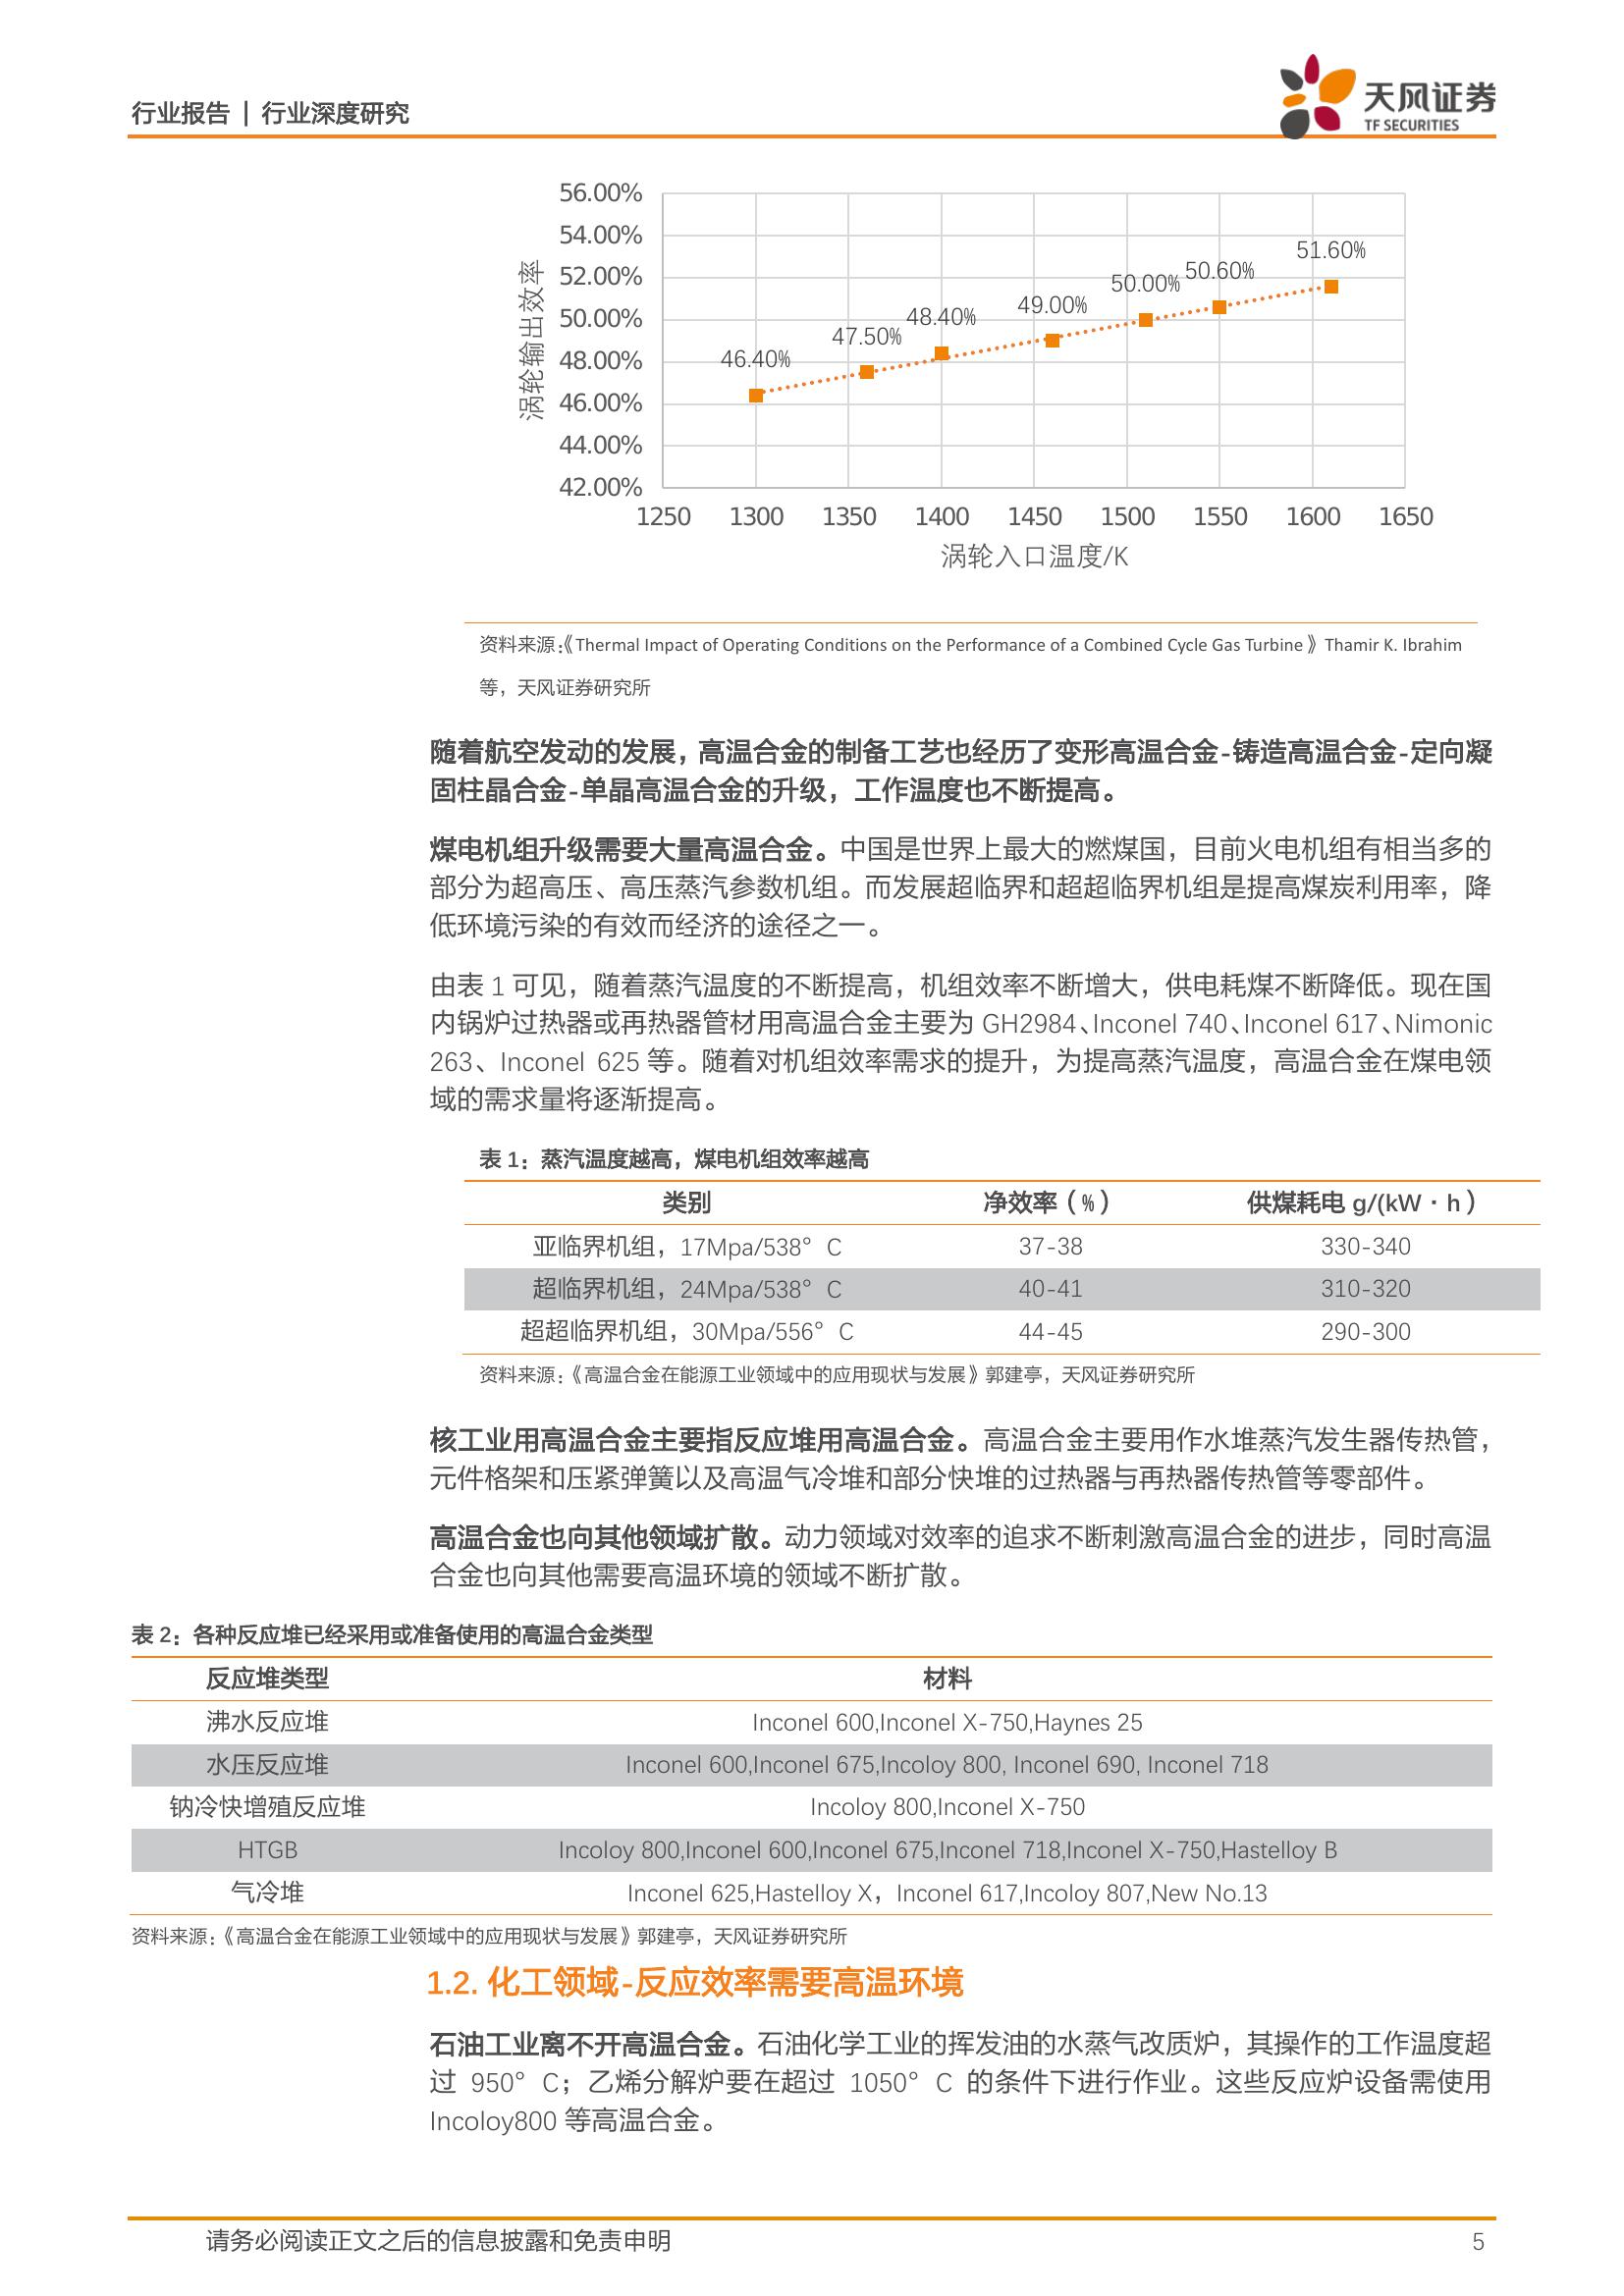 行业报告 | 行业深度研究
天风证券
TF SECURITIES
56.00%
54.00%
52.00%
50.00%
48.00%
46.00%
44.00%
42.00%
涡轮输出效率
46.40%
47.50%
48.40%
49.00%
50.00%
50.60%
51.60%
1250 1300 1350 1400 1450 1500 1550 1600 1650
涡轮入口温度/K
资料来源:《Thermal Impact of Operating Conditions on the Performance of a Combined Cycle Gas Turbine》Thamir K. Ibrahim
等，天风证券研究所
随着航空发动的发展，高温合金的制备工艺也经历了变形高温合金-铸造高温合金-定向凝
固柱晶合金-单晶高温合金的升级，工作温度也不断提高。
煤电机组升级需要大量高温合金。中国是世界上最大的燃煤国，目前火电机组有相当多的
部分为超高压、高压蒸汽参数机组。而发展超临界和超超临界机组是提高煤炭利用率，降
低环境污染的有效而经济的途径之一。
由表 1 可见，随着蒸汽温度的不断提高，机组效率不断增大，供电耗煤不断降低。现在国
内锅炉过热器或再热器管材用高温合金主要为 GH2984、Inconel 740、Inconel 617、Nimonic
263、Inconel 625 等。随着对机组效率需求的提升，为提高蒸汽温度，高温合金在煤电领
域的需求量将逐渐提高。
表 1：蒸汽温度越高，煤电机组效率越高
类别 净效率（%） 供煤耗电 g/(kW·h）
亚临界机组，17Mpa/538°C 37-38 330-340
超临界机组，24Mpa/538°C 40-41 310-320
超超临界机组，30Mpa/556°C 44-45 290-300
资料来源:《高温合金在能源工业领域中的应用现状与发展》郭建亭，天风证券研究所
核工业用高温合金主要指反应堆用高温合金。高温合金主要用作水堆蒸汽发生器传热管，
元件格架和压紧弹簧以及高温气冷堆和部分快堆的过热器与再热器传热管等零部件。
高温合金也向其他领域扩散。动力领域对效率的追求不断刺激高温合金的进步，同时高温
合金也向其他需要高温环境的领域不断扩散。
表 2：各种反应堆已经采用或准备使用的高温合金类型
反应堆类型 材料
沸水反应堆 Inconel 600,Inconel X-750,Haynes 25
水压反应堆 Inconel 600,Inconel 675,Incoloy 800, Inconel 690, Inconel 718
钠冷快增殖反应堆 Incoloy 800,Inconel X-750
HTGB Incoloy 800,Inconel 600,Inconel 675,Inconel 718,Inconel X-750,Hastelloy B
气冷堆 Inconel 625,Hastelloy X，Inconel 617,Incoloy 807,New No.13
资料来源:《高温合金在能源工业领域中的应用现状与发展》郭建亭，天风证券研究所
1.2. 化工领域-反应效率需要高温环境
石油工业离不开高温合金。石油化学工业的挥发油的水蒸气改质炉，其操作的工作温度超
过 950°C；乙烯分解炉要在超过 1050°C 的条件下进行作业。这些反应炉设备需使用
Incoloy800 等高温合金。
请务必阅读正文之后的信息披露和免责申明
5